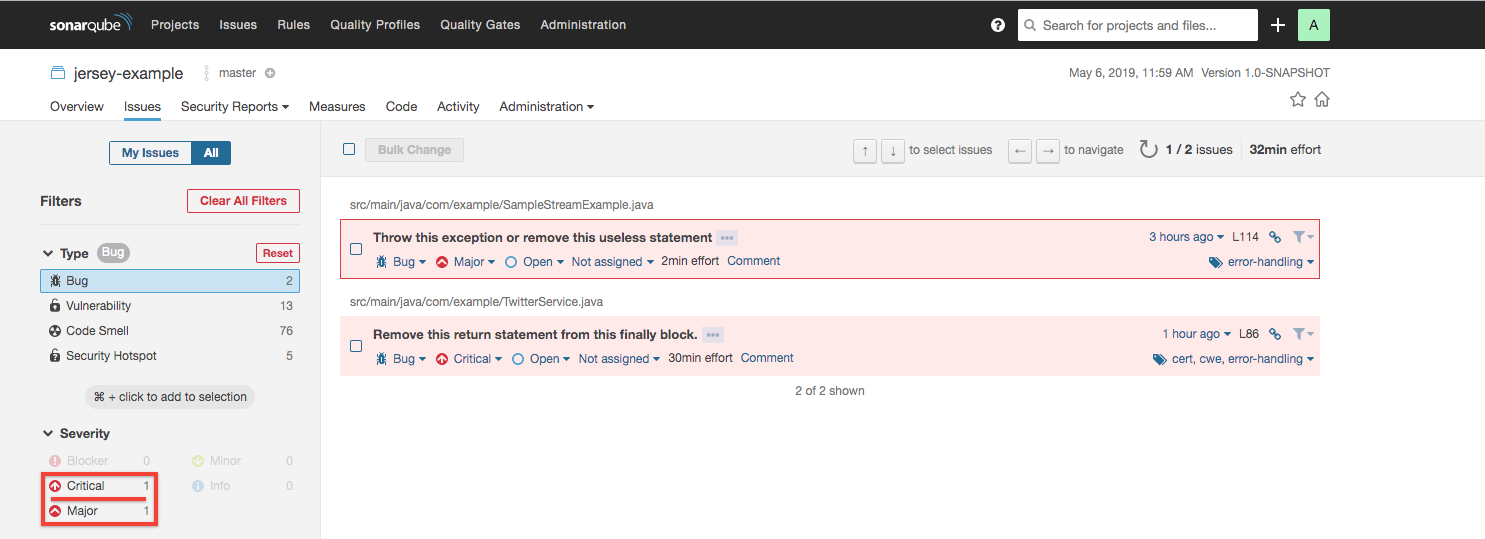 sonarqube Projects Issues Rules Quality Profiles Quality Gates Administration ? Search for projects and files... + A
jersey-example master May 6, 2019, 11:59 AM Version 1.0-SNAPSHOT
Overview Issues Security Reports Measures Code Activity Administration
My Issues All
Bulk Change ↑ ↓ to select issues ← → to navigate 1 / 2 issues 32min effort
Filters Clear All Filters
src/main/java/com/example/SampleStreamExample.java
Throw this exception or remove this useless statement ••• 3 hours ago L114
Bug Major Open Not assigned 2min effort Comment error-handling
Type Bug Reset
Bug 2
Vulnerability 13
Code Smell 76
Security Hotspot 5
src/main/java/com/example/TwitterService.java
Remove this return statement from this finally block. ••• 1 hour ago L86
Bug Critical Open Not assigned 30min effort Comment cert, cwe, error-handling
2 of 2 shown
⌘ + click to add to selection
Severity
Blocker 0 Minor 0
Critical 1 Info 0
Major 1